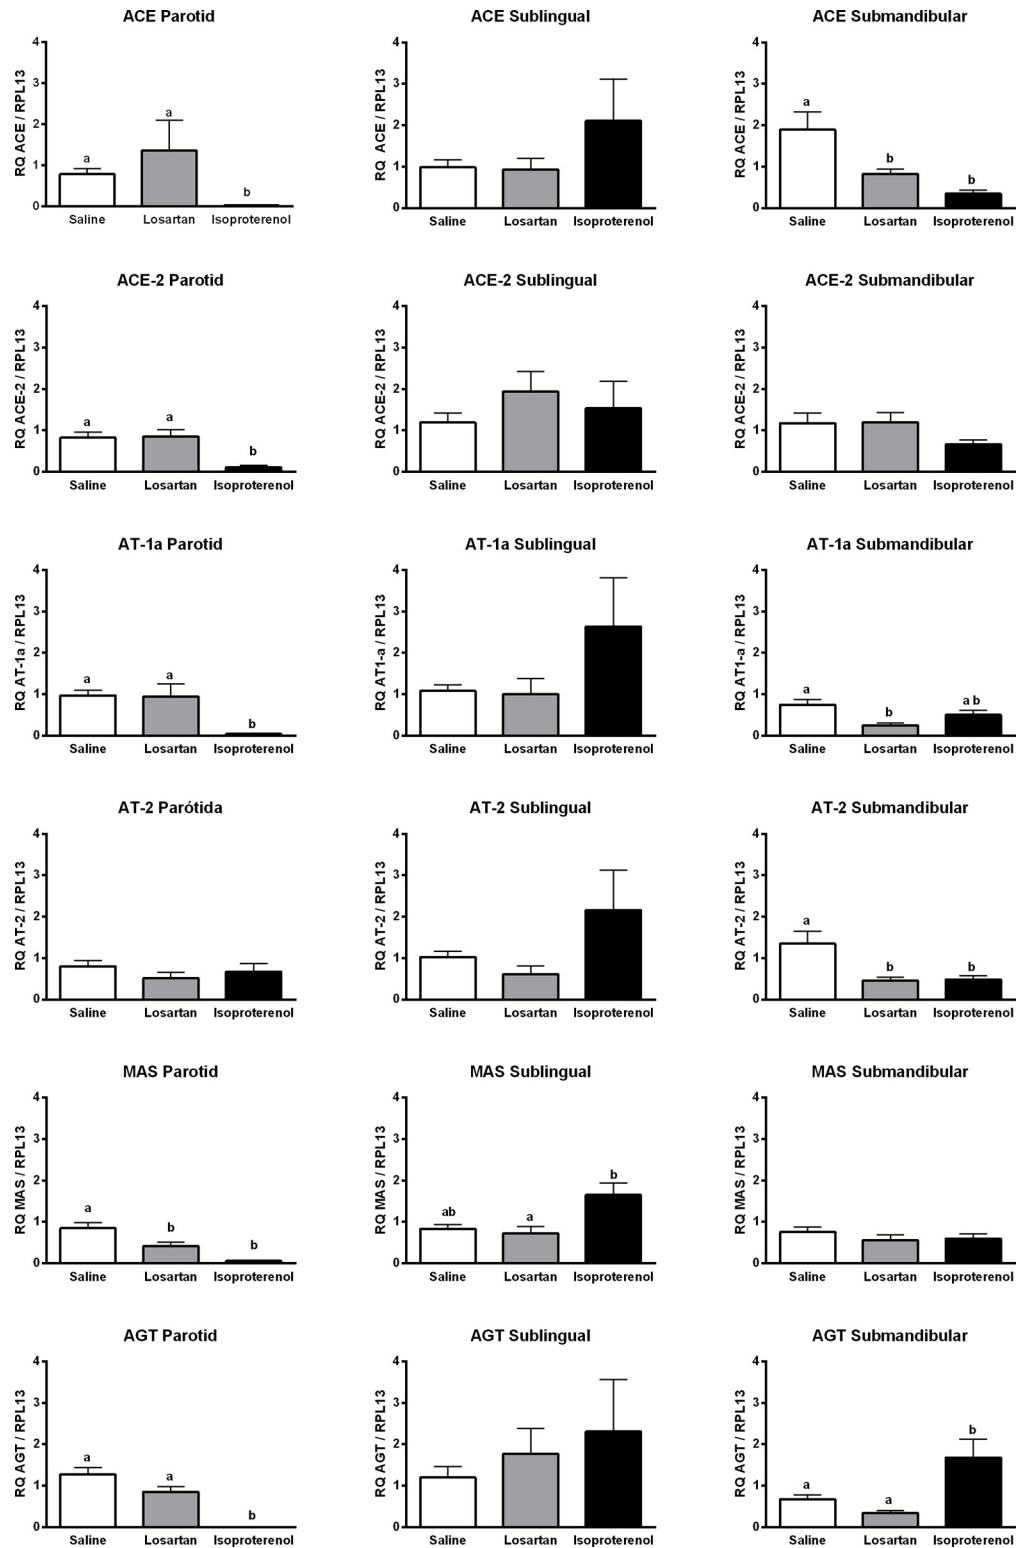 ACE Parotid
RQ ACE / RPL13
4
3
2
1
0
a
a
b
Saline Losartan Isoproterenol
ACE Sublingual
RQ ACE / RPL13
4
3
2
1
0
Saline Losartan Isoproterenol
ACE Submandibular
RQ ACE / RPL13
4
3
2
1
0
a
b
b
Saline Losartan Isoproterenol
ACE-2 Parotid
RQ ACE-2 / RPL13
4
3
2
1
0
a
a
b
Saline Losartan Isoproterenol
ACE-2 Sublingual
RQ ACE-2 / RPL13
4
3
2
1
0
Saline Losartan Isoproterenol
ACE-2 Submandibular
RQ ACE-2 / RPL13
4
3
2
1
0
Saline Losartan Isoproterenol
AT-1a Parotid
RQ AT-1a / RPL13
4
3
2
1
0
a
a
b
Saline Losartan Isoproterenol
AT-1a Sublingual
RQ AT1-a / RPL13
4
3
2
1
0
Saline Losartan Isoproterenol
AT-1a Submandibular
RQ AT1-a / RPL13
4
3
2
1
0
a
b
a b
Saline Losartan Isoproterenol
AT-2 Parótida
RQ AT-2 / RPL13
4
3
2
1
0
Saline Losartan Isoproterenol
AT-2 Sublingual
RQ AT-2 / RPL13
4
3
2
1
0
Saline Losartan Isoproterenol
AT-2 Submandibular
RQ AT-2 / RPL13
4
3
2
1
0
a
b
b
Saline Losartan Isoproterenol
MAS Parotid
RQ MAS / RPL13
4
3
2
1
0
a
b
b
Saline Losartan Isoproterenol
MAS Sublingual
RQ MAS / RPL13
4
3
2
1
0
ab
a
b
Saline Losartan Isoproterenol
MAS Submandibular
RQ MAS / RPL13
4
3
2
1
0
Saline Losartan Isoproterenol
AGT Parotid
RQ AGT / RPL13
4
3
2
1
0
a
a
b
Saline Losartan Isoproterenol
AGT Sublingual
RQ AGT / RPL13
4
3
2
1
0
Saline Losartan Isoproterenol
AGT Submandibular
RQ AGT / RPL13
4
3
2
1
0
a
a
b
Saline Losartan Isoproterenol